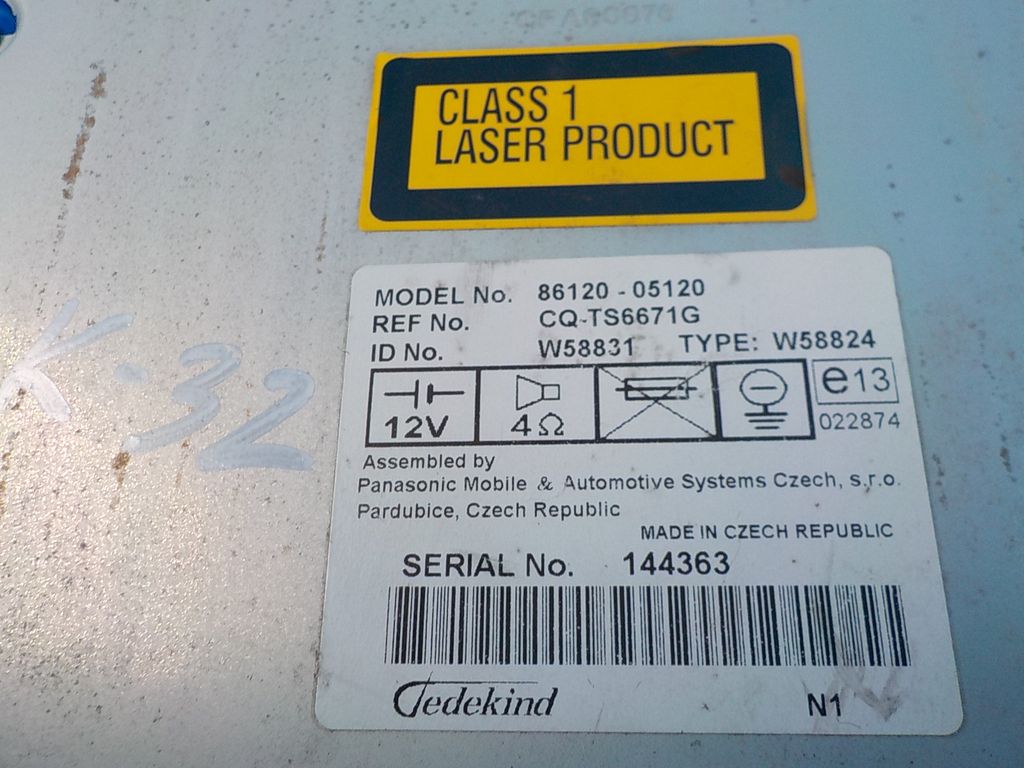 CLASS 1
LASER PRODUCT
MODEL No. 86120 - 05120
REF No. CQ-TS6671G
ID No. W58831 TYPE: W58824
12V 4 Ω e13
022874
Assembled by
Panasonic Mobile & Automotive Systems Czech, s.r.o.
Pardubice, Czech Republic
MADE IN CZECH REPUBLIC
SERIAL No. 144363
Tedekind N1
K-32